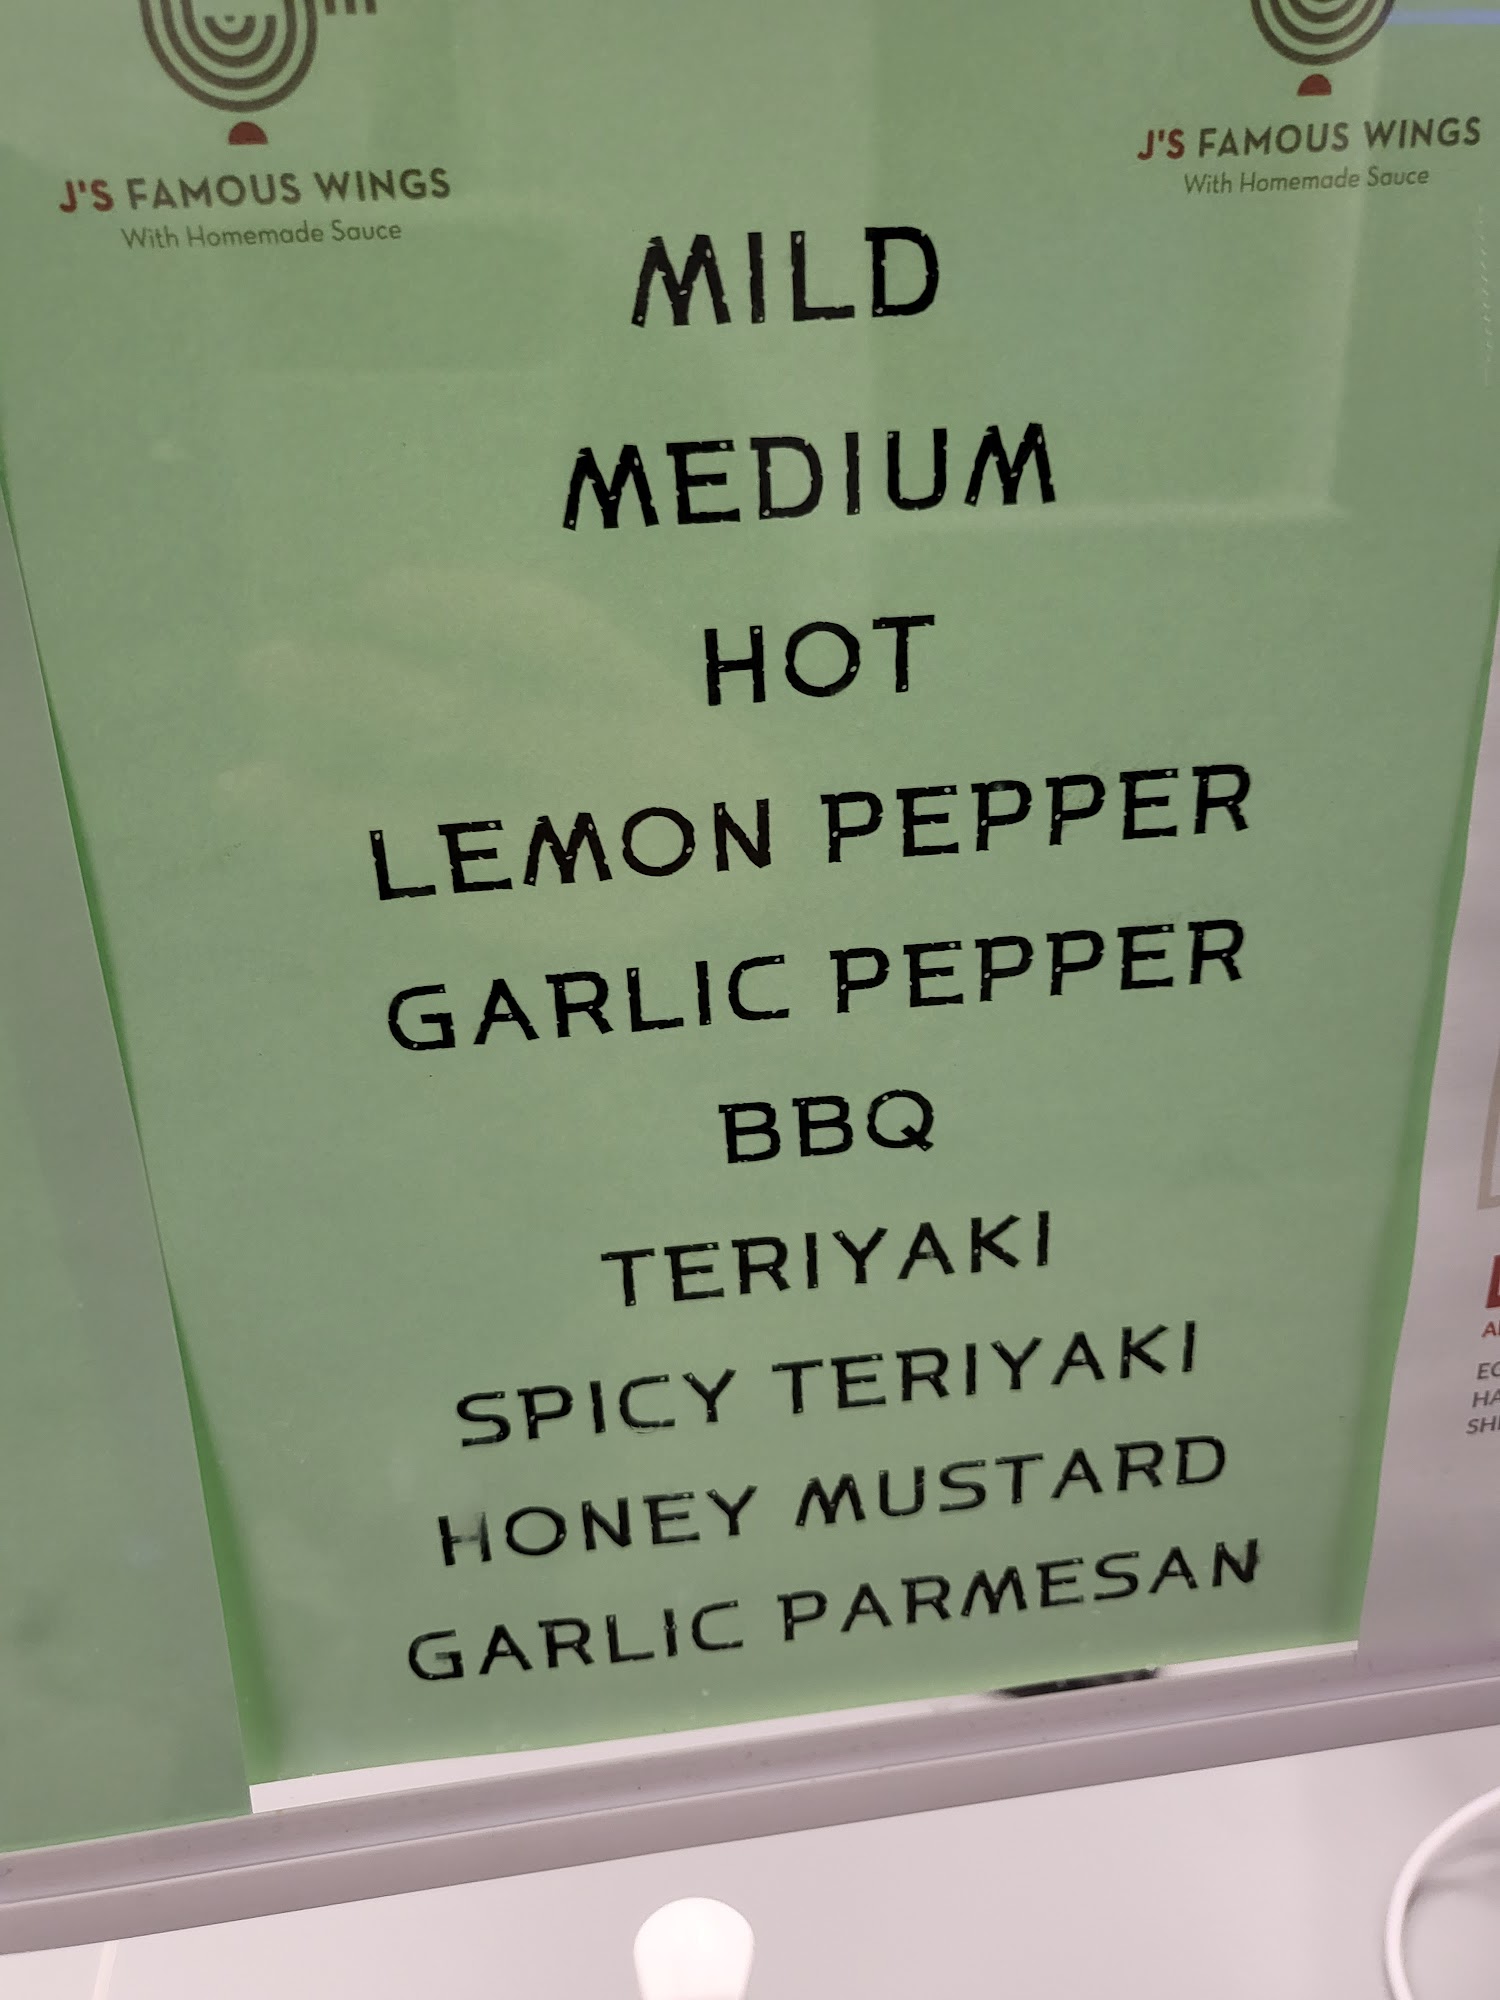 J'S FAMOUS WINGS
With Homemade Sauce
J'S FAMOUS WINGS
With Homemade Sauce
MILD
MEDIUM
HOT
LEMON PEPPER
GARLIC PEPPER
BBQ
TERIYAKI
SPICY TERIYAKI
HONEY MUSTARD
GARLIC PARMESAN